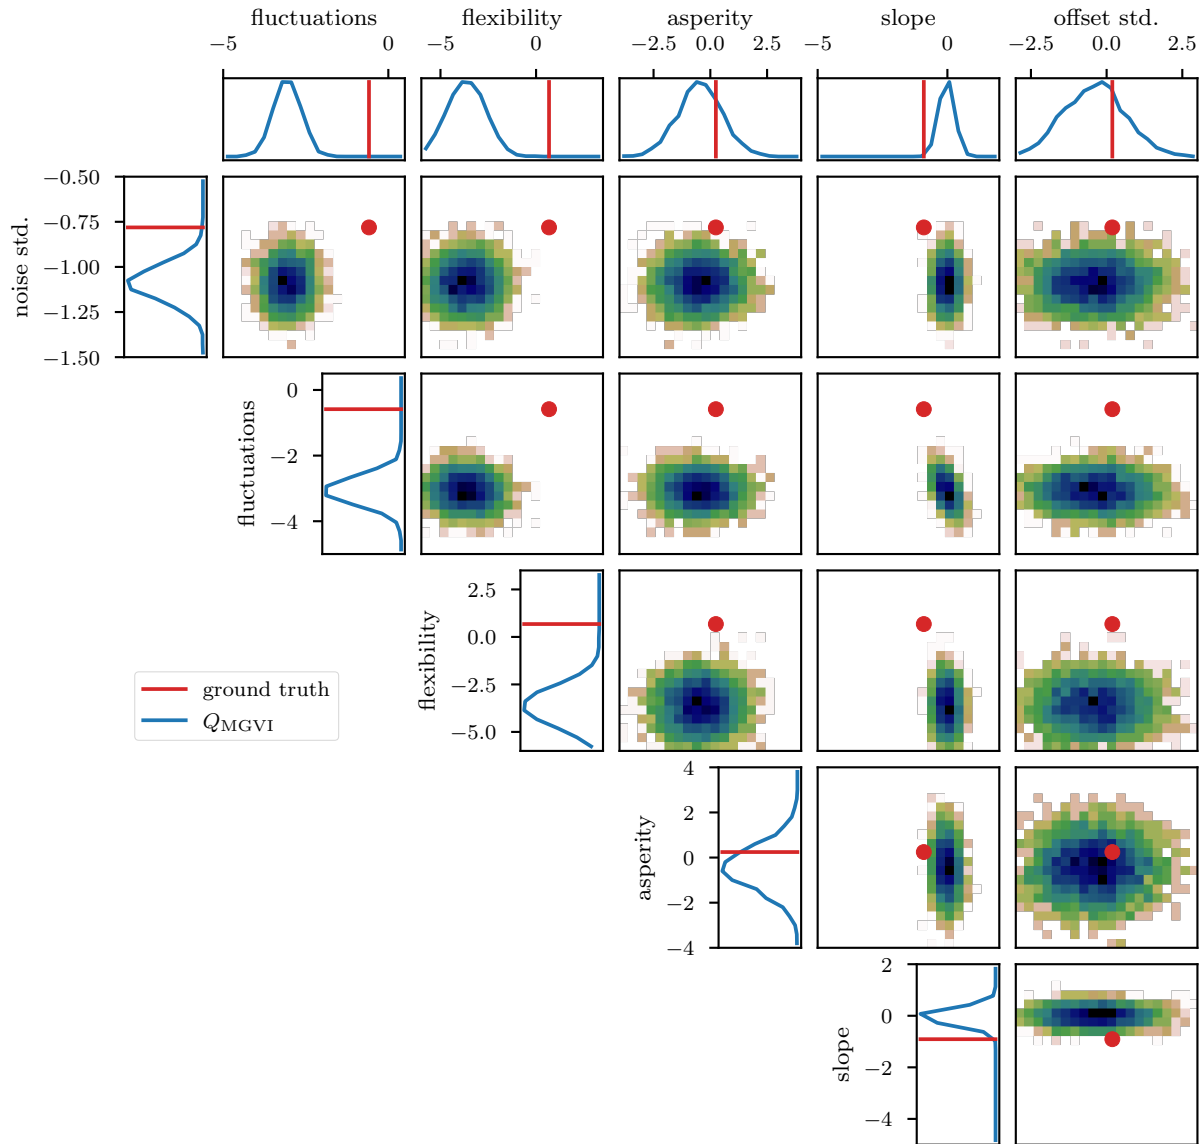 fluctuations flexibility asperity slope offset std.
−5 0 −5 0 −2.5 0.0 2.5 −5 0 −2.5 0.0 2.5
noise std.
−0.50
−0.75
−1.00
−1.25
−1.50
fluctuations
0
−2
−4
flexibility
2.5
0.0
−2.5
−5.0
ground truth
Q_MGVI
asperity
4
2
0
−2
−4
slope
2
0
−2
−4